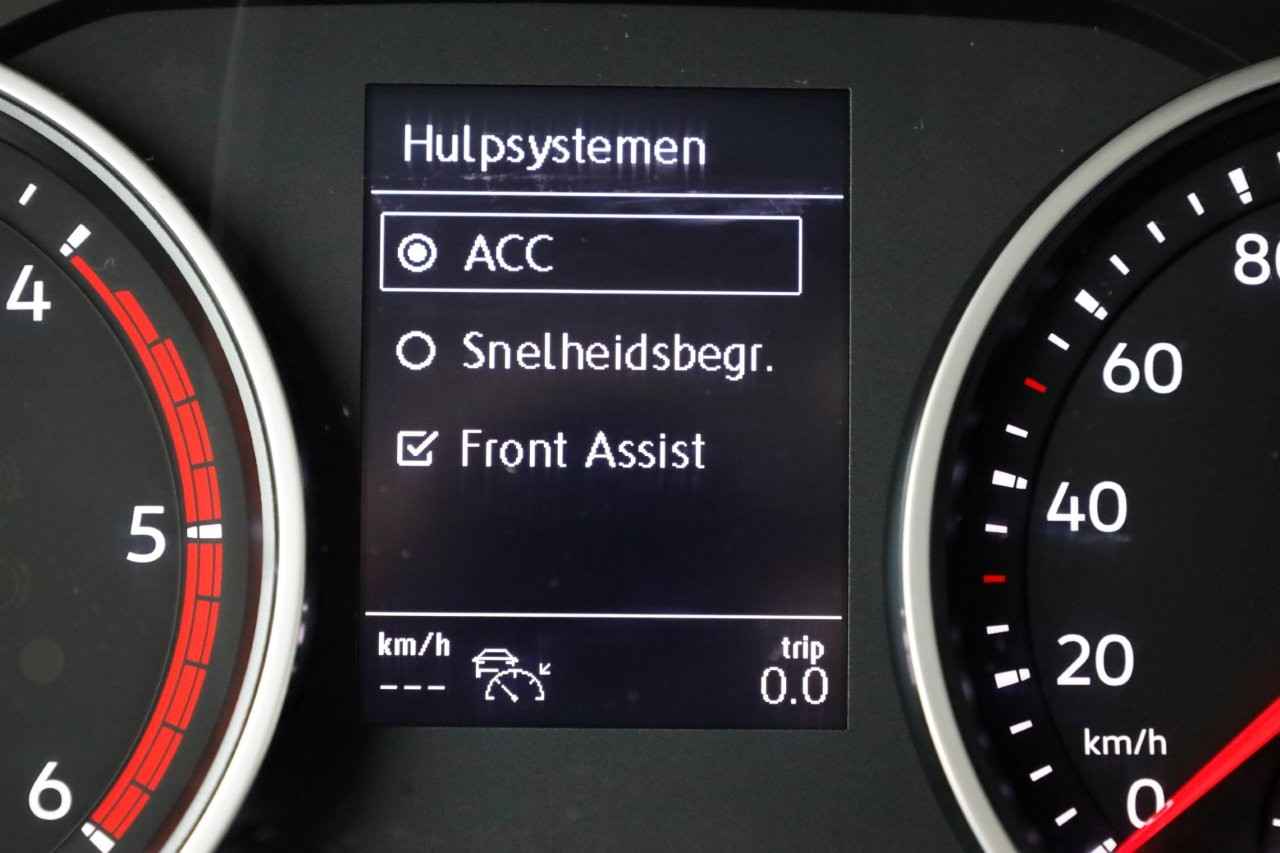 Hulpsystemen
ACC
Snelheidsbegr.
Front Assist
km/h
---
trip
0.0
4
5
6
80
60
40
20
km/h
0